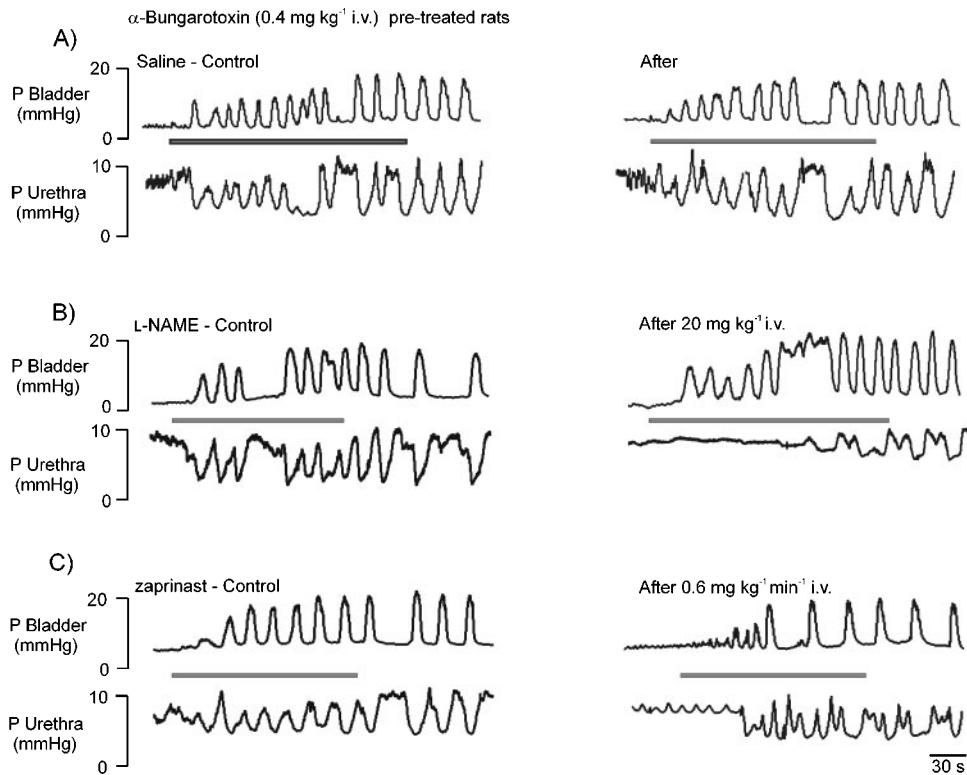 α-Bungarotoxin (0.4 mg kg⁻¹ i.v.) pre-treated rats
A)
Saline - Control
After
20
P Bladder
(mmHg)
0
10
P Urethra
(mmHg)
0
B)
L-NAME - Control
After 20 mg kg⁻¹ i.v.
20
P Bladder
(mmHg)
0
10
P Urethra
(mmHg)
0
C)
zaprinast - Control
After 0.6 mg kg⁻¹ min⁻¹ i.v.
20
P Bladder
(mmHg)
0
10
P Urethra
(mmHg)
0
30 s